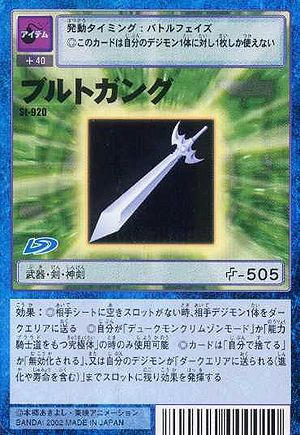 アイテム
+40
発動タイミング：バトルフェイズ
◎このカードは自分のデジモン1体に対し1枚しか使えない
ブルトガング
St-920
武器・剣・神剣
-505
効果：◎相手シートに空きスロットがない時、相手デジモン1体をダー
クエリアに送る　◎自分が「デュークモンクリムゾンモード」か「能力
騎士道をもつ究極体」の時のみ使用可能　◎カードは「自分で捨てる」
か「無効化される」、又は自分のデジモンが「ダークエリアに送られる（進
化や寿命を含む）」までスロットに残り効果を発揮する
©本郷あきよし・東映アニメーション
BANDAI 2002 MADE IN JAPAN